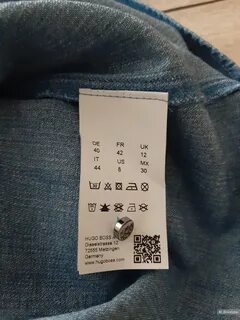 DE FR UK
40 42 12
IT US MX
44 8 30
HUGO BOSS
Dieselstrasse 12
72555 Metzingen
Germany
www.hugoboss.com